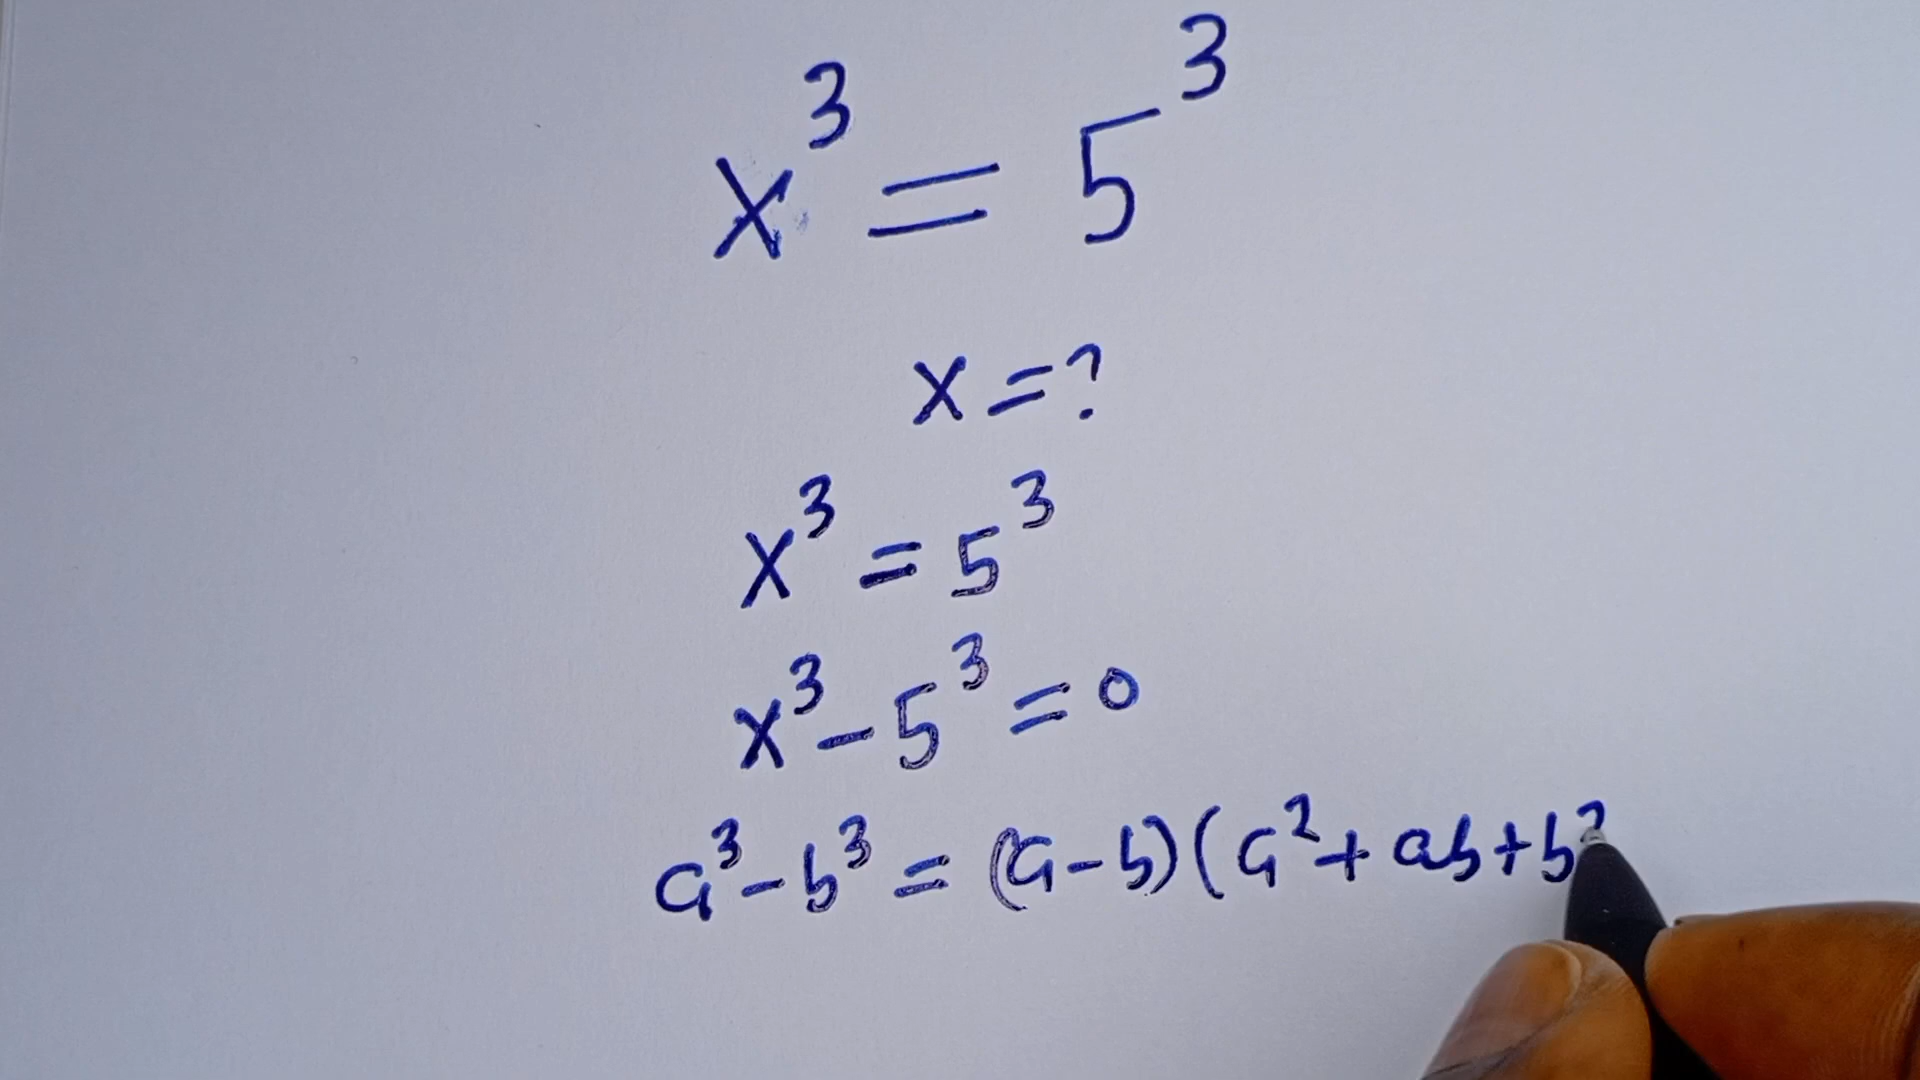 x³ = 5³
x = ?
x³ = 5³
x³ - 5³ = 0
a³ - b³ = (a - b)(a² + ab + b²